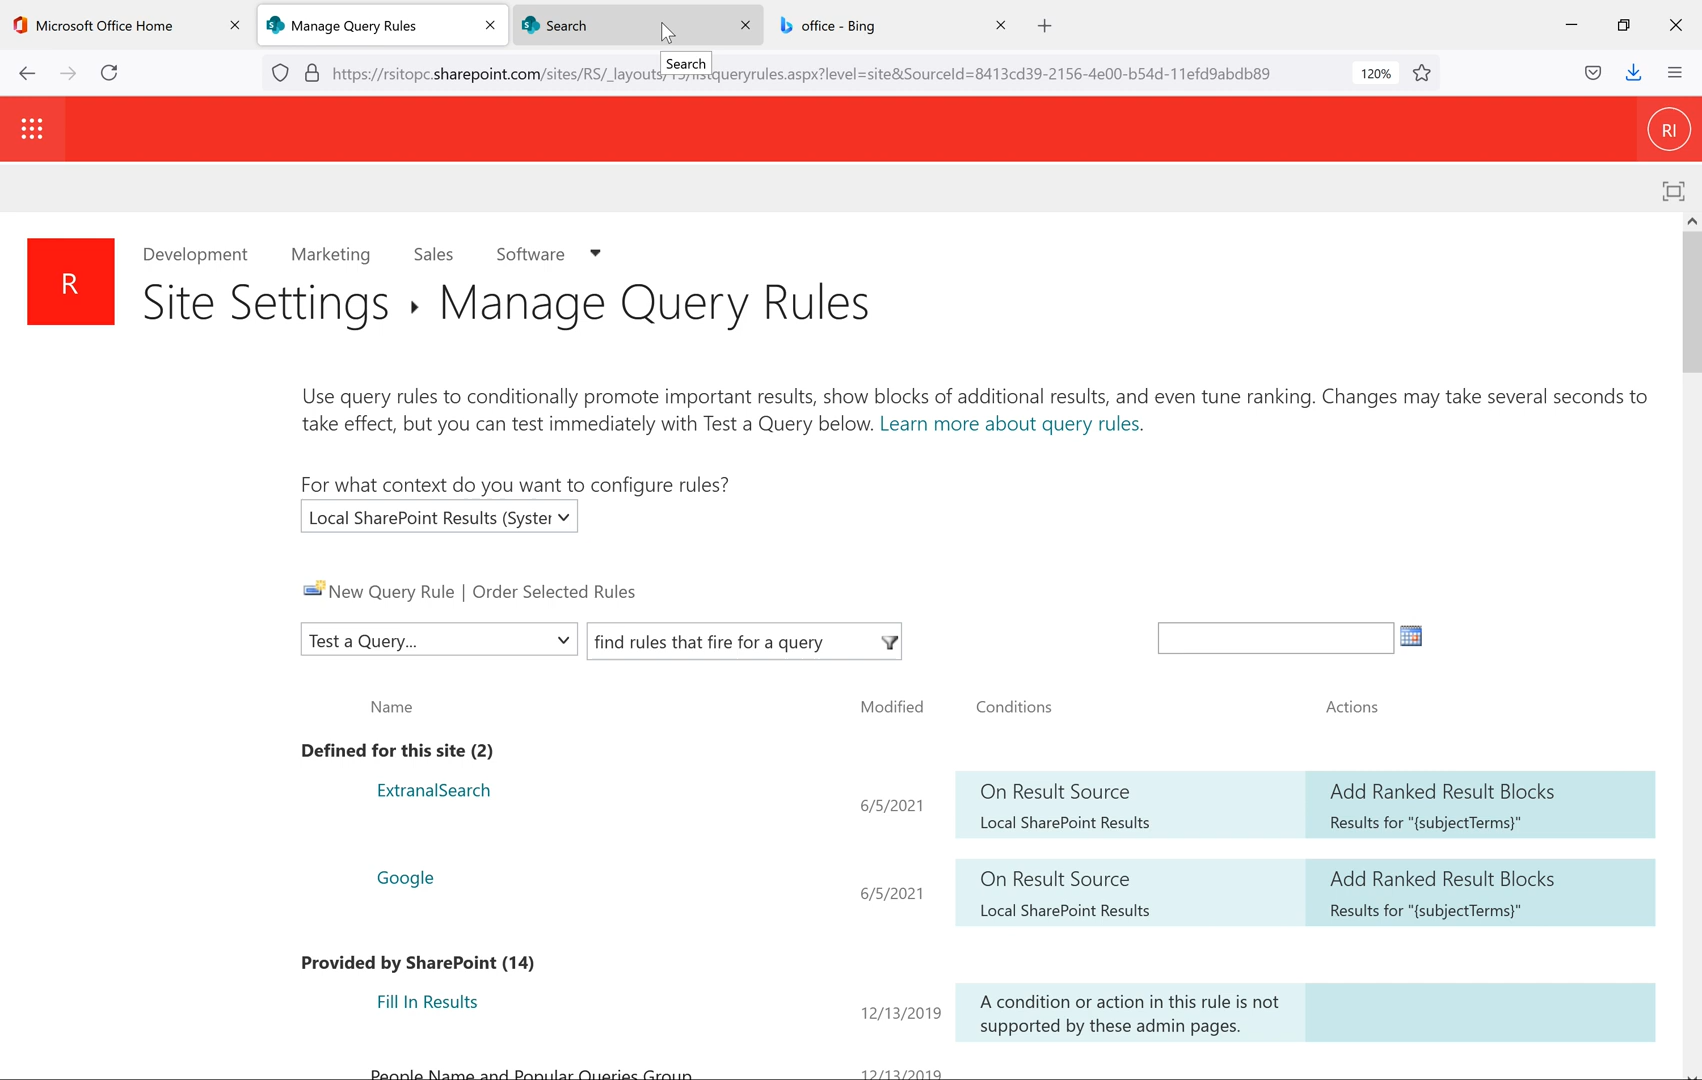 Microsoft Office Home
Manage Query Rules
Search
office - Bing
Search
https://rsitopc.sharepoint.com/sites/RS/_layouts/15/listqueryrules.aspx?level=site&SourceId=8413cd39-2156-4e00-b54d-11efd9abdb89
120%
RI
R
Development Marketing Sales Software
Site Settings Manage Query Rules
Use query rules to conditionally promote important results, show blocks of additional results, and even tune ranking. Changes may take several seconds to
take effect, but you can test immediately with Test a Query below. Learn more about query rules.
For what context do you want to configure rules?
Local SharePoint Results (Syster
New Query Rule | Order Selected Rules
Test a Query...
find rules that fire for a query
Name Modified Conditions Actions
Defined for this site (2)
ExtranalSearch 6/5/2021 On Result Source Add Ranked Result Blocks
Local SharePoint Results Results for "{subjectTerms}"
Google 6/5/2021 On Result Source Add Ranked Result Blocks
Local SharePoint Results Results for "{subjectTerms}"
Provided by SharePoint (14)
Fill In Results 12/13/2019 A condition or action in this rule is not
supported by these admin pages.
People Name and Popular Queries Group 12/13/2019